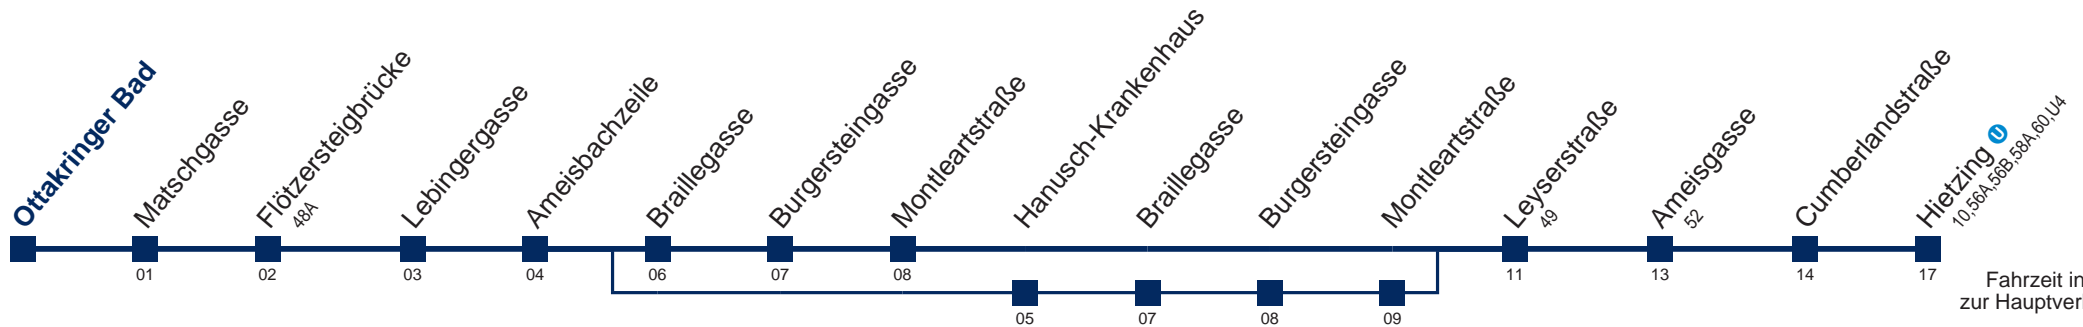 Ottakringer Bad
Matschgasse
Flötzersteigbrücke
48A
Lebingergasse
Ameisbachzeile
Braillegasse
Burgersteingasse
Montleartstraße
Hanusch-Krankenhaus
Braillegasse
Burgersteingasse
Montleartstraße
Leyserstraße
49
Ameisgasse
52
Cumberlandstraße
Hietzing U
10,56A,56B,58A,60,U4
01
02
03
04
06
07
08
11
13
14
17
05
07
08
09
Fahrzeit in
zur Hauptver